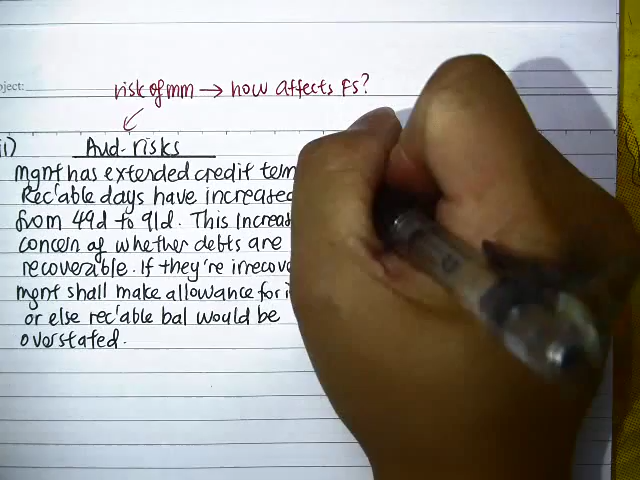 ject:
risk of mm → how affects FS?
ii) Aud. risks
mgnt has extended credit
Rec'able days have increased
from 49d to 91d. This
concern of whether debts are
recoverable. If they're
mgnt shall make allowance for
or else rec'able bal would be
overstated.